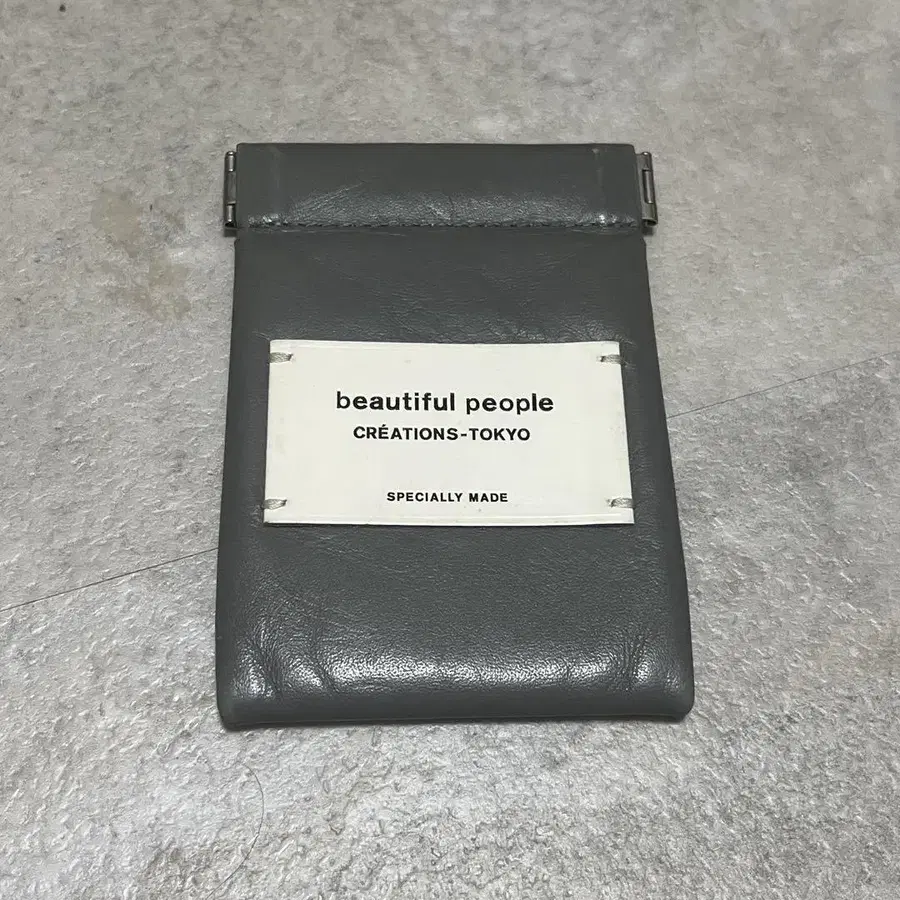 beautiful people
CRÉATIONS-TOKYO
SPECIALLY MADE